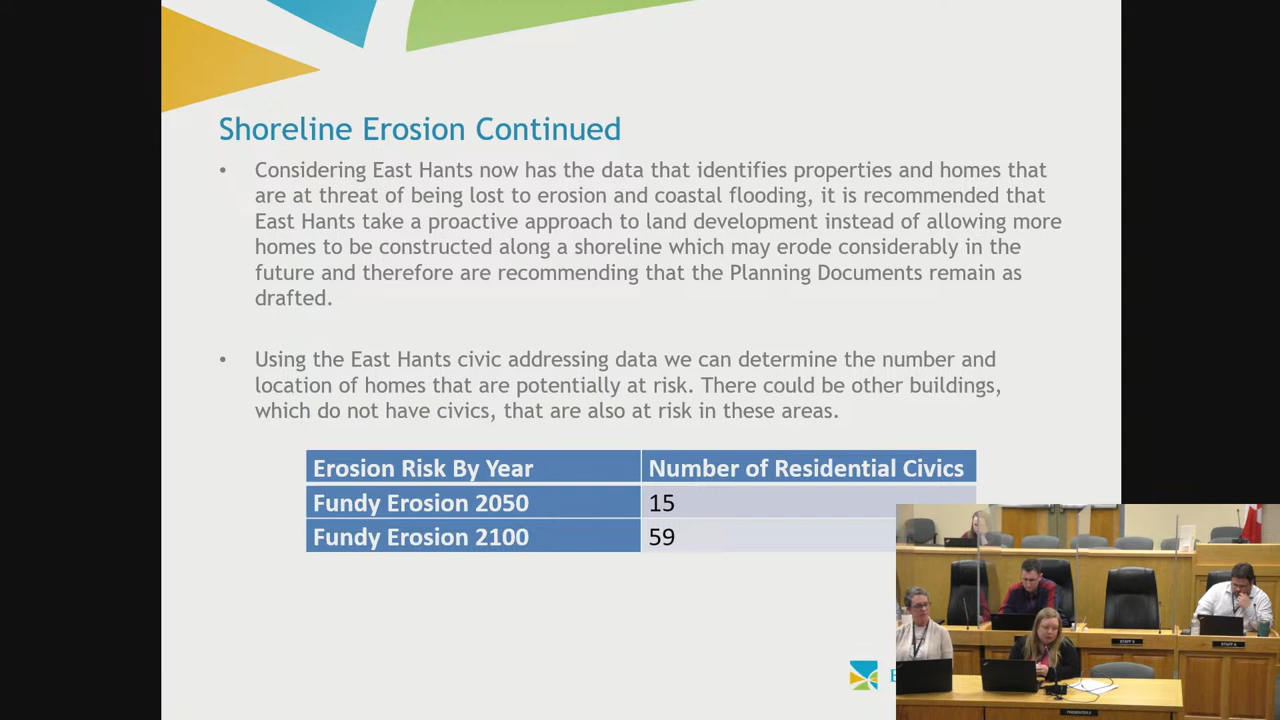 Shoreline Erosion Continued
• Considering East Hants now has the data that identifies properties and homes that
are at threat of being lost to erosion and coastal flooding, it is recommended that
East Hants take a proactive approach to land development instead of allowing more
homes to be constructed along a shoreline which may erode considerably in the
future and therefore are recommending that the Planning Documents remain as
drafted.
• Using the East Hants civic addressing data we can determine the number and
location of homes that are potentially at risk. There could be other buildings,
which do not have civics, that are also at risk in these areas.
Erosion Risk By Year Number of Residential Civics
Fundy Erosion 2050 15
Fundy Erosion 2100 59